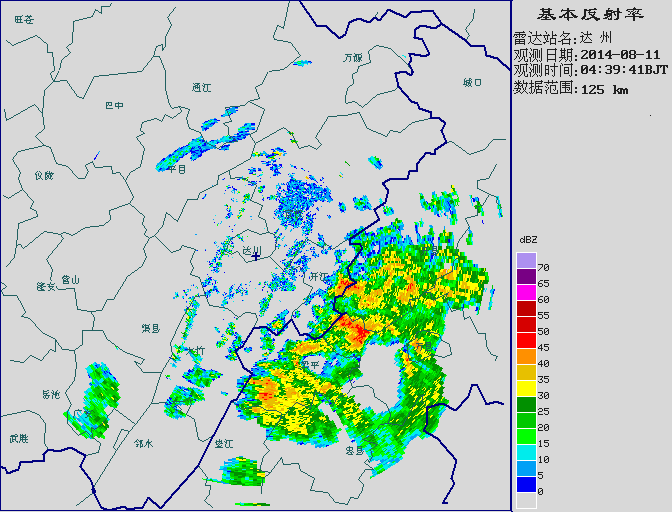 基本反射率
雷达站名:达 州
观测日期:2014-08-11
观测时间:04:39:41BJT
数据范围:125 km
旺苍
万源
城口
通江
巴中
仪陇
平昌
达川
开江
营山
渠县
大竹
梁平
岳池
武胜
邻水
垫江
忠县
dBZ
70
65
60
55
50
45
40
35
30
25
20
15
10
5
0